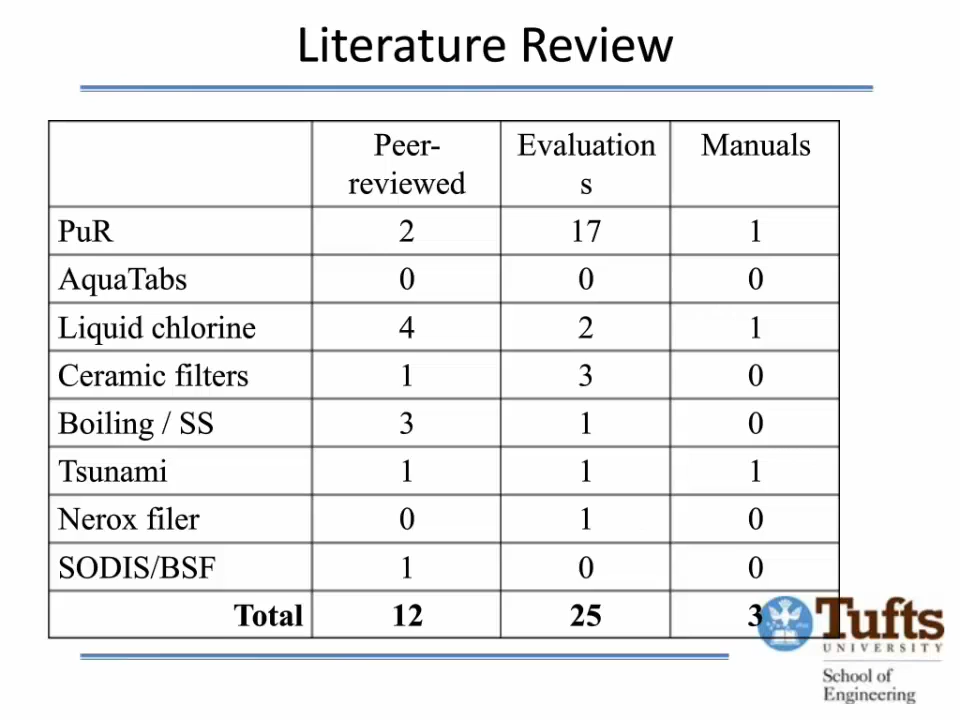 Literature Review
Peer-reviewed Evaluations Manuals
PuR 2 17 1
AquaTabs 0 0 0
Liquid chlorine 4 2 1
Ceramic filters 1 3 0
Boiling / SS 3 1 0
Tsunami 1 1 1
Nerox filer 0 1 0
SODIS/BSF 1 0 0
Total 12 25 3
Tufts
UNIVERSITY
School of
Engineering